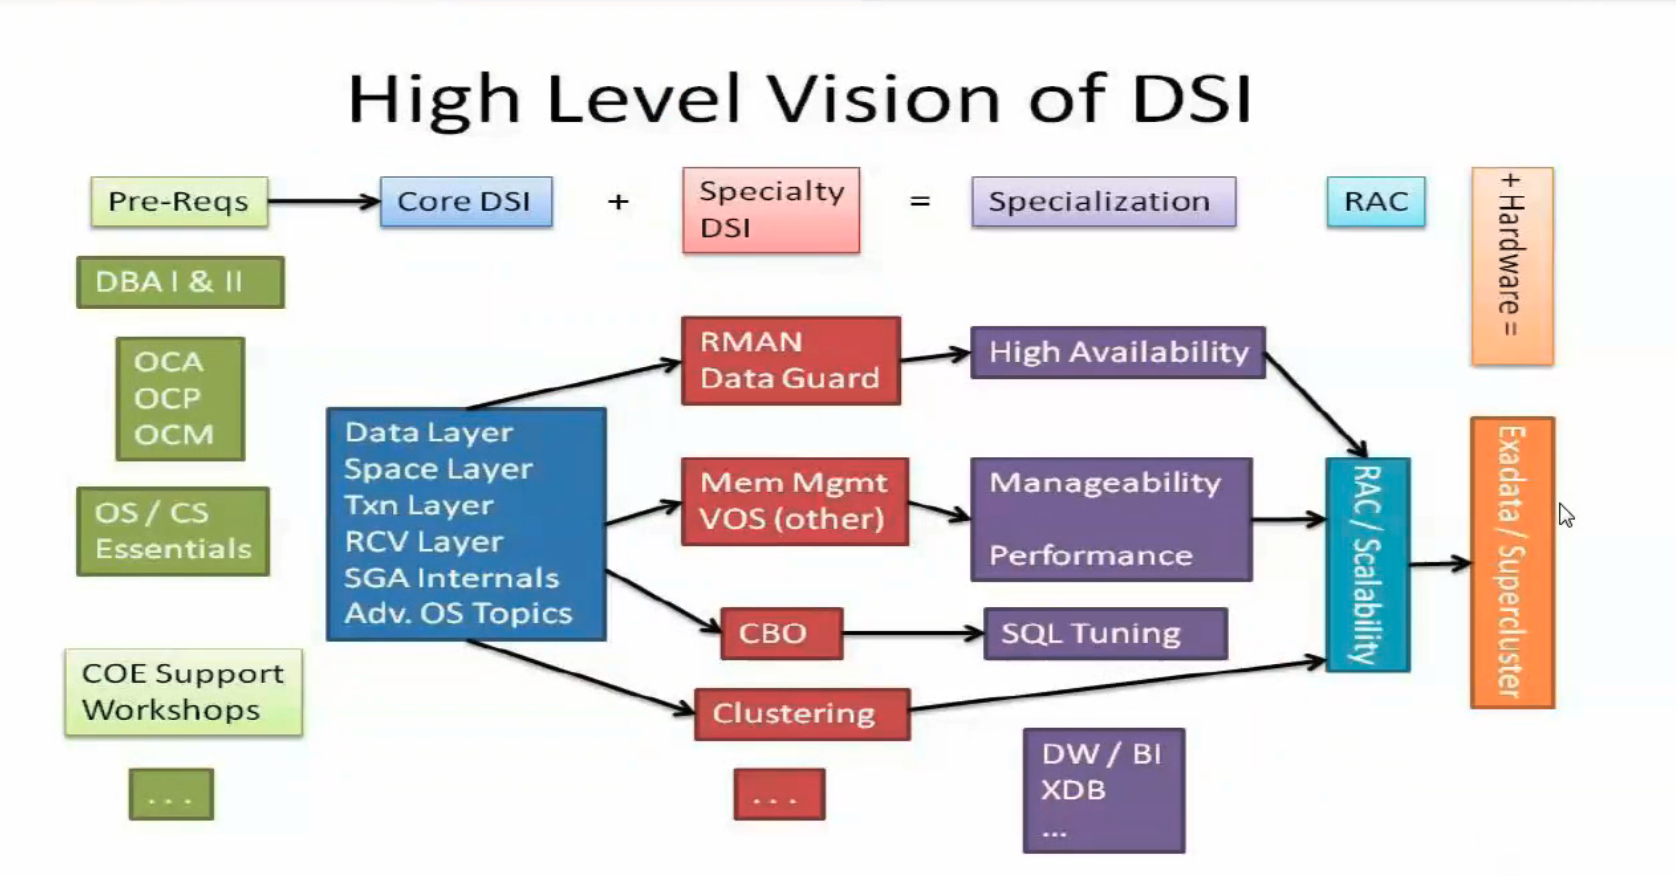 High Level Vision of DSI
Pre-Reqs
Core DSI
+
Specialty
DSI
=
Specialization
RAC
+ Hardware =
DBA I & II
OCA
OCP
OCM
OS / CS
Essentials
COE Support
Workshops
...
Data Layer
Space Layer
Txn Layer
RCV Layer
SGA Internals
Adv. OS Topics
RMAN
Data Guard
Mem Mgmt
VOS (other)
CBO
Clustering
...
High Availability
Manageability
Performance
SQL Tuning
DW / BI
XDB
...
RAC / Scalability
Exadata / Supercluster